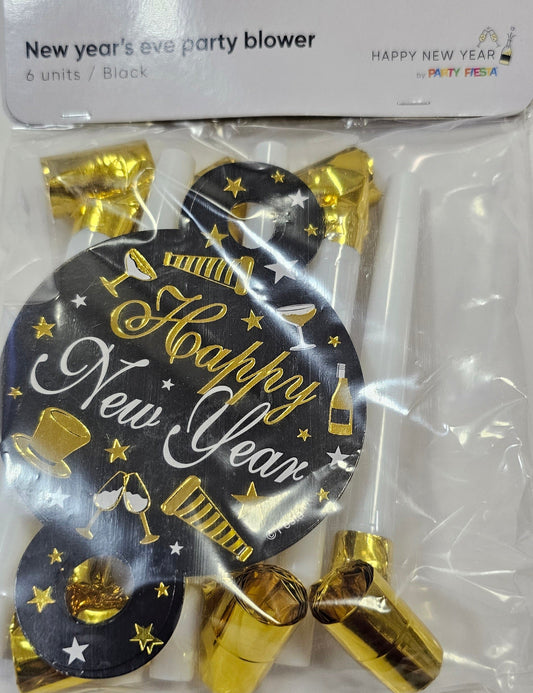 New year's eve party blower
6 units / Black
HAPPY NEW YEAR
by PARTY FIESTA
Happy
New Year